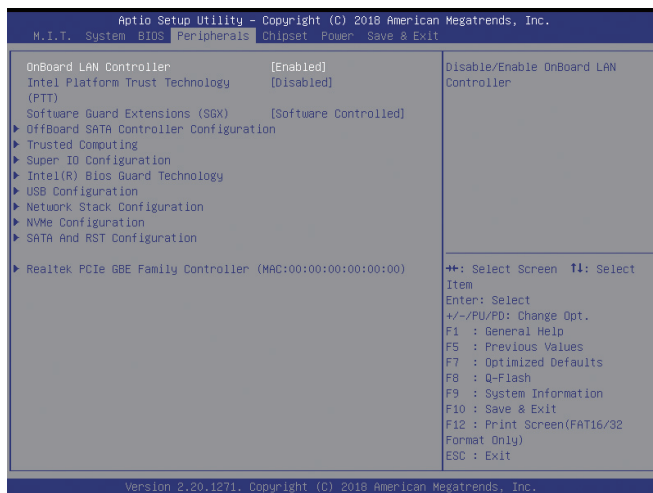 Aptio Setup Utility – Copyright (C) 2018 American Megatrends, Inc.
M.I.T. System BIOS Peripherals Chipset Power Save & Exit
OnBoard LAN Controller [Enabled]
Intel Platform Trust Technology [Disabled]
(PTT)
Software Guard Extensions (SGX) [Software Controlled]
OffBoard SATA Controller Configuration
Trusted Computing
Super IO Configuration
Intel(R) Bios Guard Technology
USB Configuration
Network Stack Configuration
NVMe Configuration
SATA And RST Configuration
Realtek PCIe GBE Family Controller (MAC:00:00:00:00:00:00)
Disable/Enable OnBoard LAN
Controller
→←: Select Screen ↑↓: Select
Item
Enter: Select
+/-/PU/PD: Change Opt.
F1 : General Help
F5 : Previous Values
F7 : Optimized Defaults
F8 : Q-Flash
F9 : System Information
F10 : Save & Exit
F12 : Print Screen(FAT16/32
Format Only)
ESC : Exit
Version 2.20.1271. Copyright (C) 2018 American Megatrends, Inc.